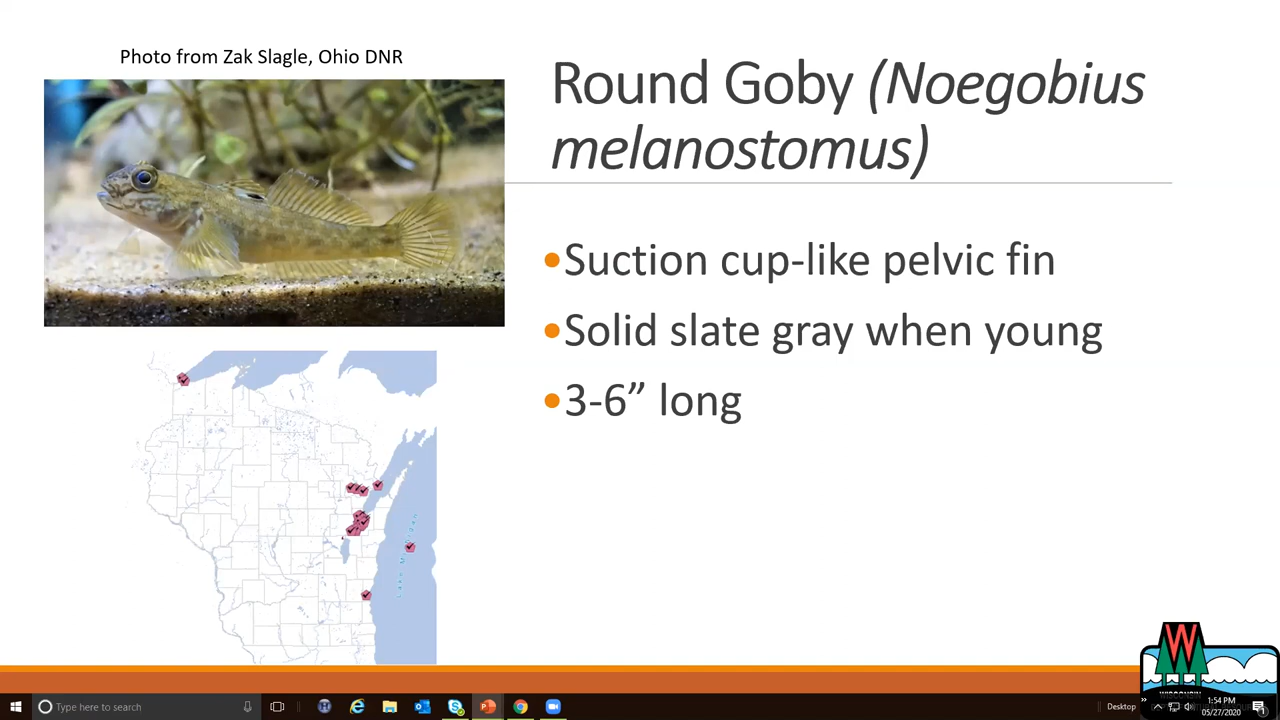 Photo from Zak Slagle, Ohio DNR
Round Goby (Noegobius
melanostomus)
•Suction cup-like pelvic fin
•Solid slate gray when young
•3-6” long
W
WISCONSIN
Type here to search
Desktop
1:54 PM
05/27/2020